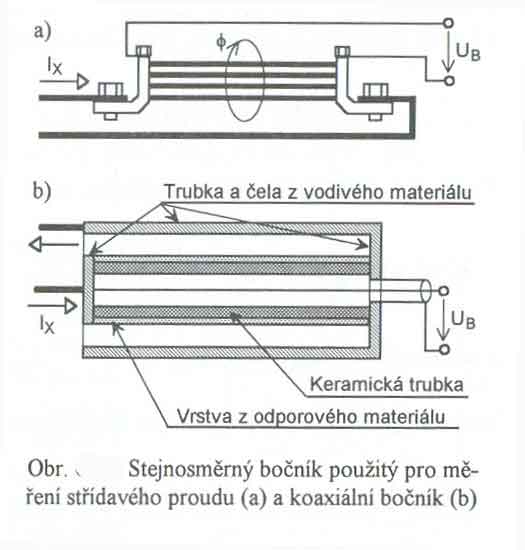 a)
ϕ
I_X
U_B
b)
Trubka a čela z vodivého materiálu
I_X
U_B
Keramická trubka
Vrstva z odporového materiálu
Obr. Stejnosměrný bočník použitý pro mě-
ření střídavého proudu (a) a koaxiální bočník (b)